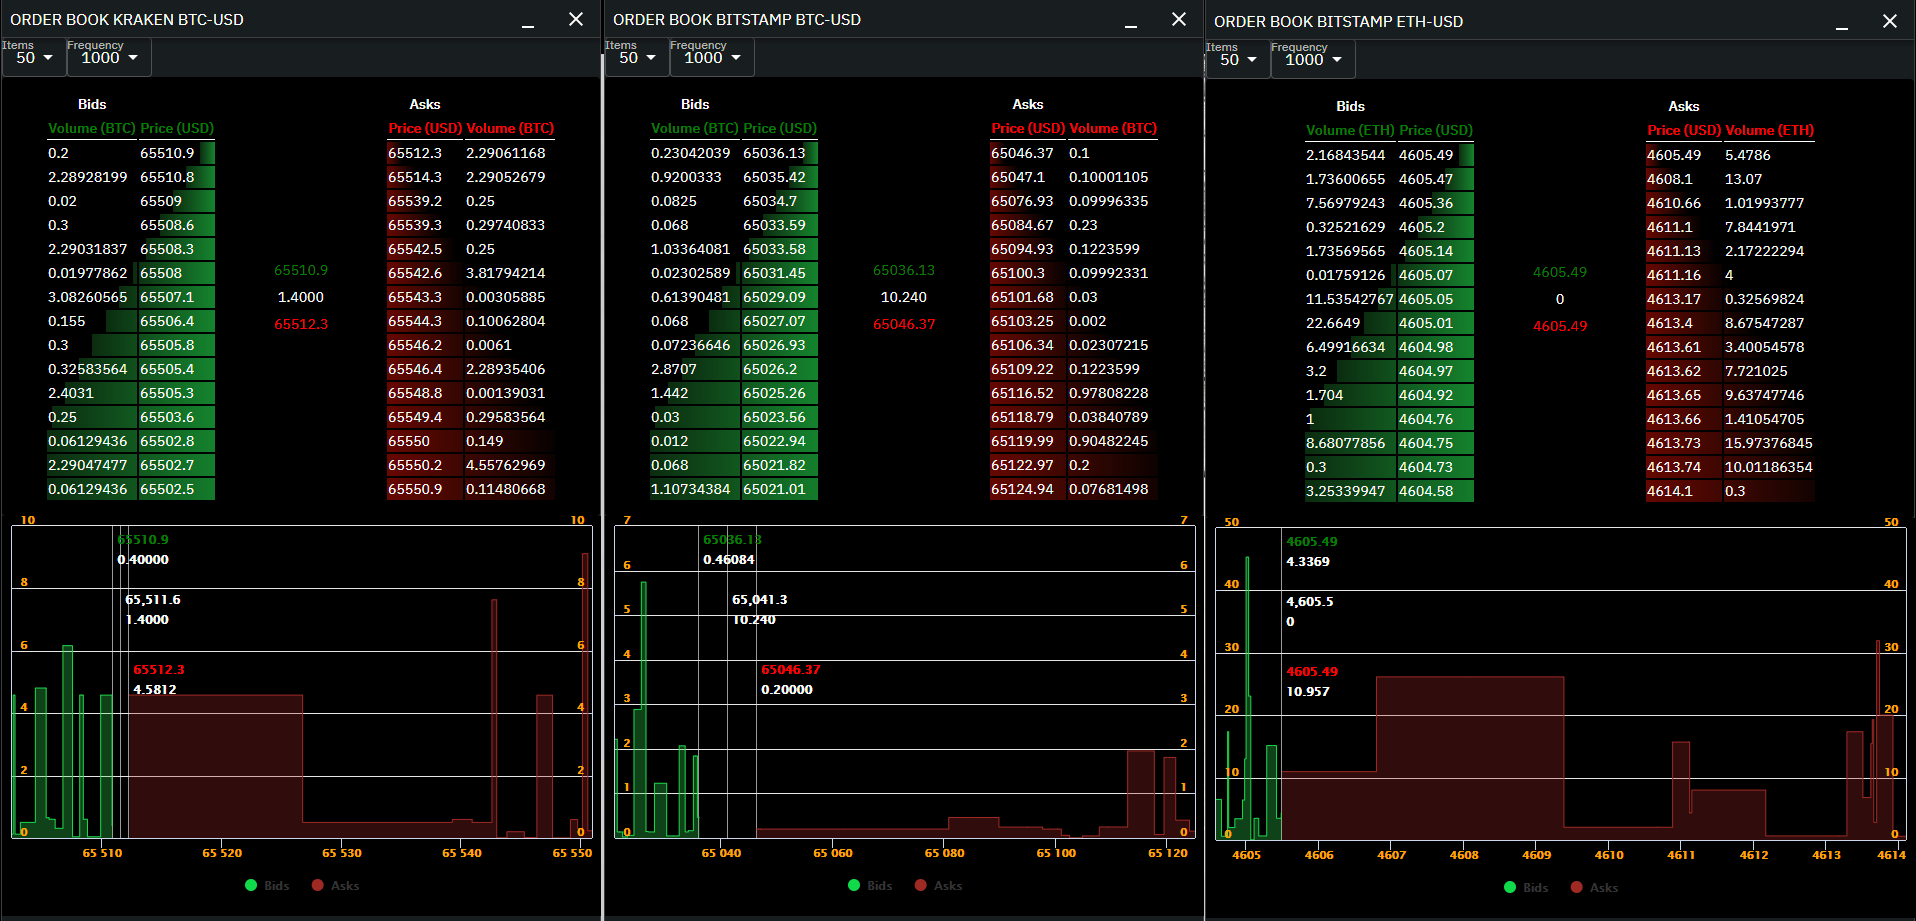 ORDER BOOK KRAKEN BTC-USD
Items
50
Frequency
1000
Bids
Asks
Volume (BTC) Price (USD)
Price (USD) Volume (BTC)
0.2 65510.9 65512.3 2.29061168
2.28928199 65510.8 65514.3 2.29052679
0.02 65509 65539.2 0.25
0.3 65508.6 65539.3 0.29740833
2.29031837 65508.3 65542.5 0.25
0.01977862 65508 65542.6 3.81794214
3.08260565 65507.1 65543.3 0.00305885
0.155 65506.4 65544.3 0.10062804
0.3 65505.8 65546.2 0.0061
0.32583564 65505.4 65546.4 2.28935406
2.4031 65505.3 65548.8 0.00139031
0.25 65503.6 65549.4 0.29583564
0.06129436 65502.8 65550 0.149
2.29047477 65502.7 65550.2 4.55762969
0.06129436 65502.5 65550.9 0.11480668
65510.9
1.4000
65512.3
10 10
65510.9
0.40000
8 8
65,511.6
1.4000
6 6
65512.3
4.5812
4 4
2 2
0 0
65 510 65 520 65 530 65 540 65 550
Bids Asks
ORDER BOOK BITSTAMP BTC-USD
Items
50
Frequency
1000
Bids
Asks
Volume (BTC) Price (USD)
Price (USD) Volume (BTC)
0.23042039 65036.13 65046.37 0.1
0.9200333 65035.42 65047.1 0.10001105
0.0825 65034.7 65076.93 0.09996335
0.068 65033.59 65084.67 0.23
1.03364081 65033.58 65094.93 0.1223599
0.02302589 65031.45 65100.3 0.09992331
0.61390481 65029.09 65101.68 0.03
0.068 65027.07 65103.25 0.002
0.07236646 65026.93 65106.34 0.02307215
2.8707 65026.2 65109.22 0.1223599
1.442 65025.26 65116.52 0.97808228
0.03 65023.56 65118.79 0.03840789
0.012 65022.94 65119.99 0.90482245
0.068 65021.82 65122.97 0.2
1.10734384 65021.01 65124.94 0.07681498
65036.13
10.240
65046.37
7 7
65036.13
0.46084
6 6
65,041.3
10.240
5 5
4 4
65046.37
0.20000
3 3
2 2
1 1
0 0
65 040 65 060 65 080 65 100 65 120
Bids Asks
ORDER BOOK BITSTAMP ETH-USD
Items
50
Frequency
1000
Bids
Asks
Volume (ETH) Price (USD)
Price (USD) Volume (ETH)
2.16843544 4605.49 4605.49 5.4786
1.73600655 4605.47 4608.1 13.07
7.56979243 4605.36 4610.66 1.01993777
0.32521629 4605.2 4611.1 7.8441971
1.73569565 4605.14 4611.13 2.17222294
0.01759126 4605.07 4611.16 4
11.53542767 4605.05 4613.17 0.32569824
22.6649 4605.01 4613.4 8.67547287
6.49916634 4604.98 4613.61 3.40054578
3.2 4604.97 4613.62 7.721025
1.704 4604.92 4613.65 9.63747746
1 4604.76 4613.66 1.41054705
8.68077856 4604.75 4613.73 15.97376845
0.3 4604.73 4613.74 10.01186354
3.25339947 4604.58 4614.1 0.3
4605.49
0
4605.49
50 50
4605.49
4.3369
40 40
4,605.5
0
30 30
4605.49
10.957
20 20
10 10
0 0
4605 4606 4607 4608 4609 4610 4611 4612 4613 4614
Bids Asks